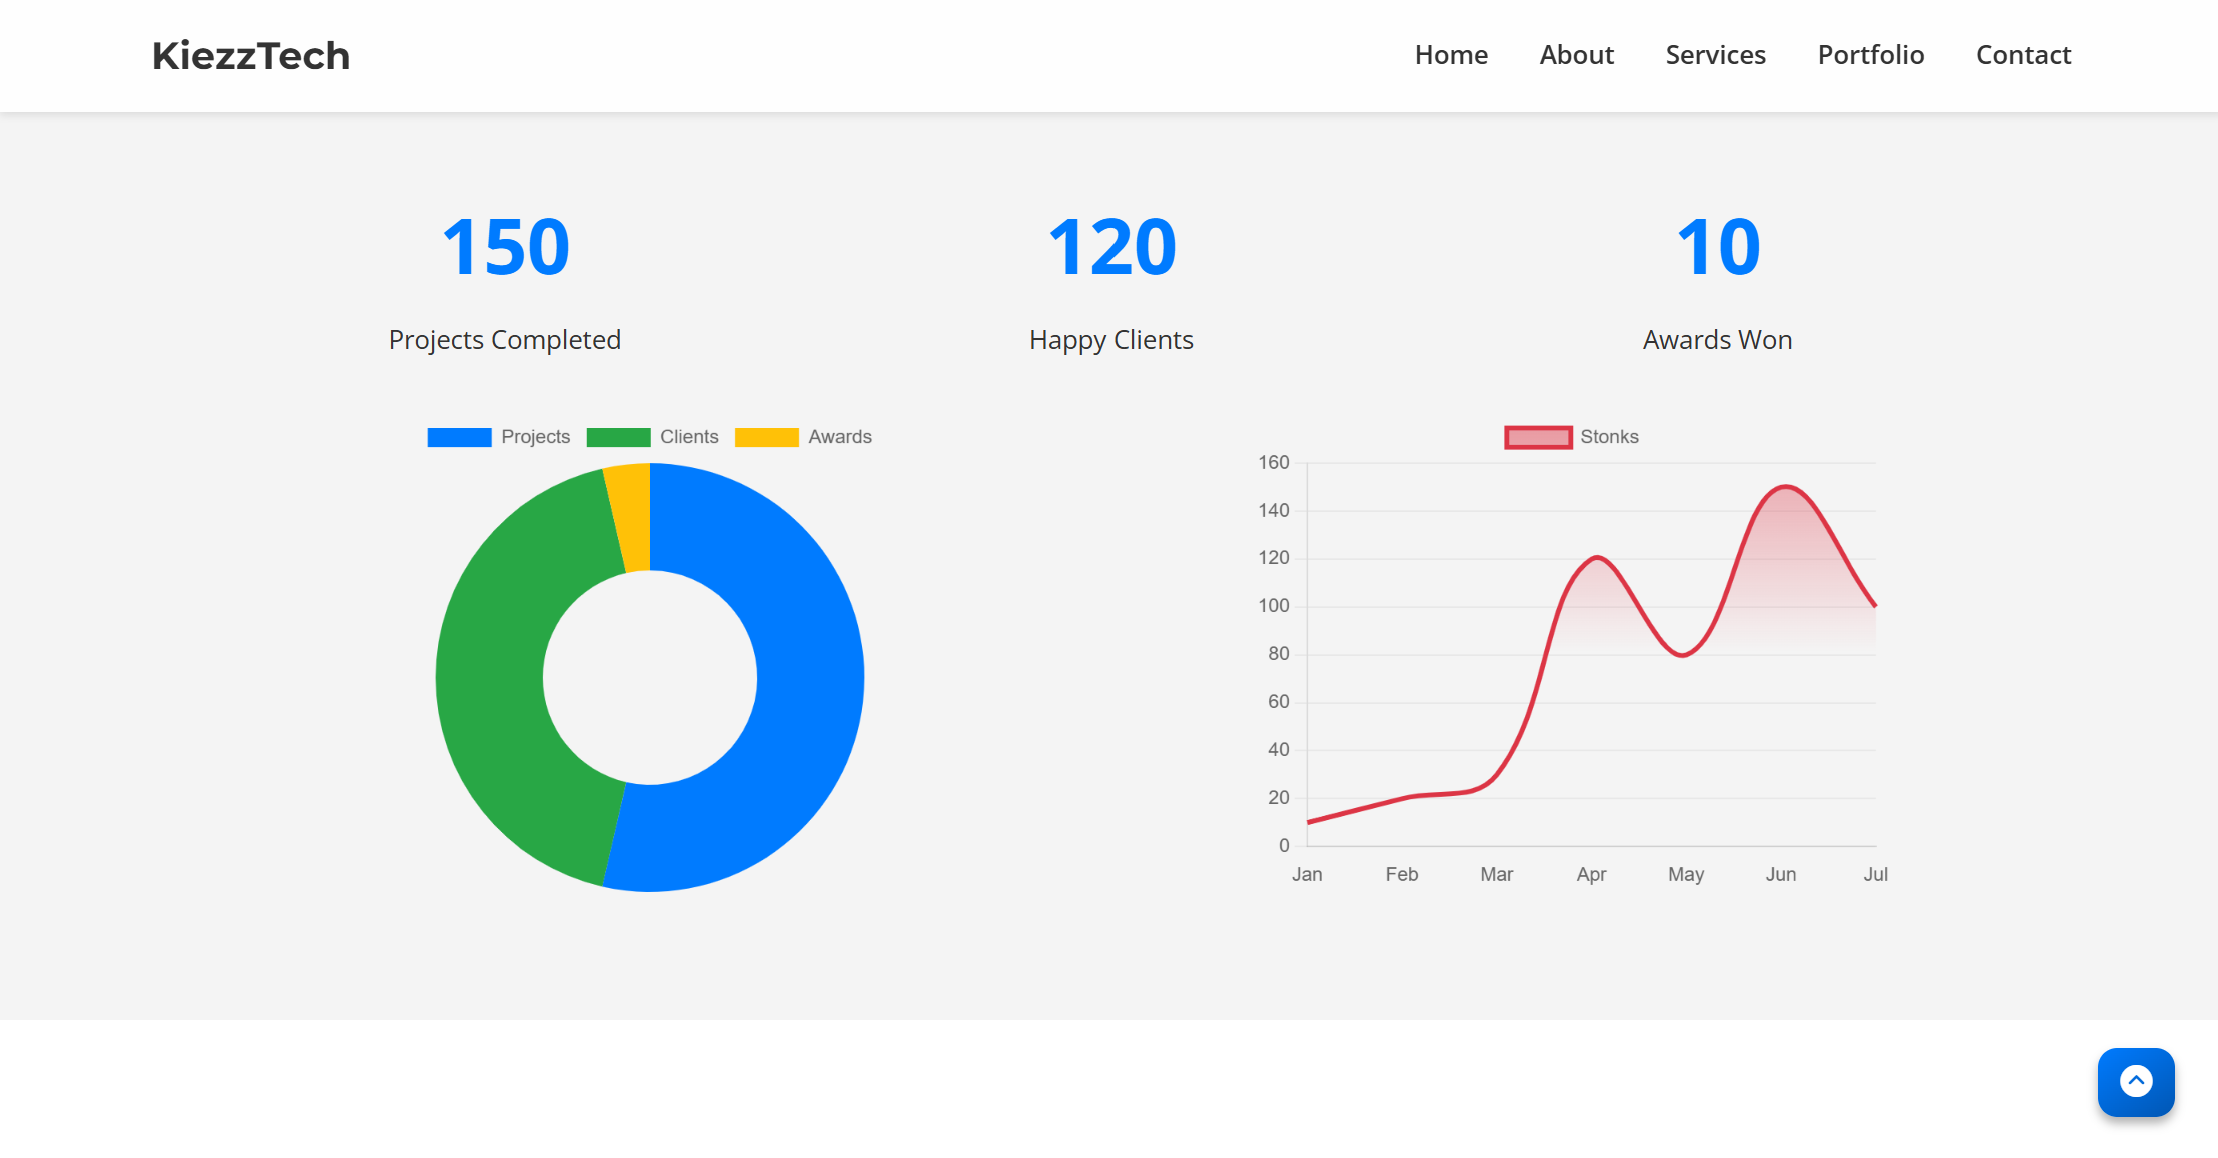 KiezzTech
Home About Services Portfolio Contact
150
Projects Completed
120
Happy Clients
10
Awards Won
Projects Clients Awards
Stonks
160
140
120
100
80
60
40
20
0
Jan Feb Mar Apr May Jun Jul